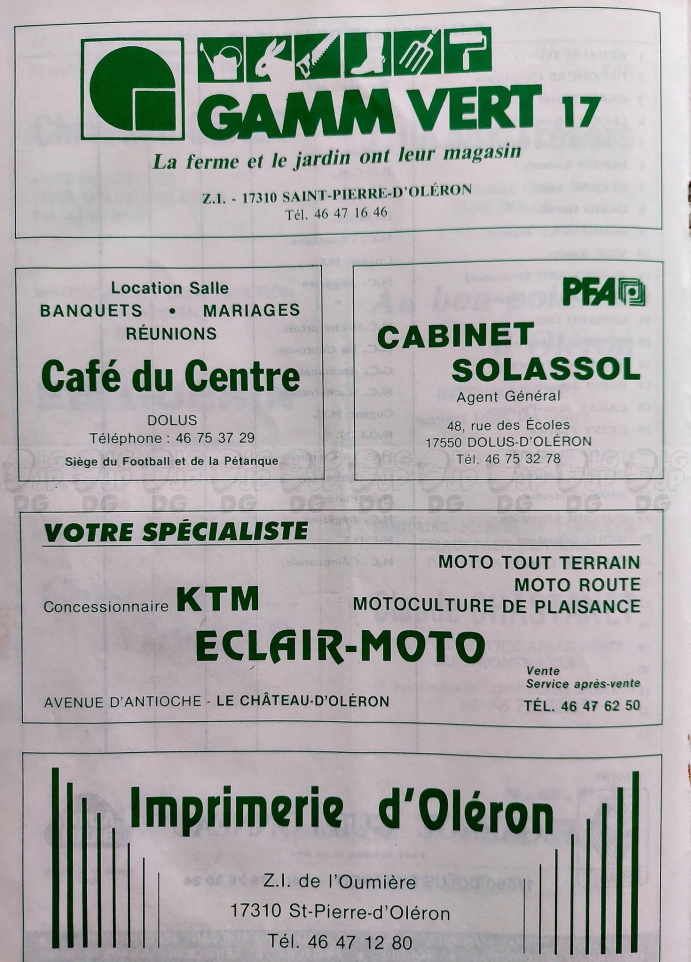 GAMM VERT 17
La ferme et le jardin ont leur magasin
Z.I. - 17310 SAINT-PIERRE-D'OLÉRON
Tél. 46 47 16 46
Location Salle
BANQUETS • MARIAGES
RÉUNIONS
Café du Centre
DOLUS
Téléphone : 46 75 37 29
Siège du Football et de la Pétanque
PFA
CABINET
SOLASSOL
Agent Général
48, rue des Écoles
17550 DOLUS-D'OLÉRON
Tél. 46 75 32 78
VOTRE SPÉCIALISTE
MOTO TOUT TERRAIN
MOTO ROUTE
MOTOCULTURE DE PLAISANCE
Concessionnaire KTM
ECLAIR-MOTO
Vente
Service après-vente
AVENUE D'ANTIOCHE - LE CHÂTEAU-D'OLÉRON
TÉL. 46 47 62 50
Imprimerie d'Oléron
Z.I. de l'Oumière
17310 St-Pierre-d'Oléron
Tél. 46 47 12 80